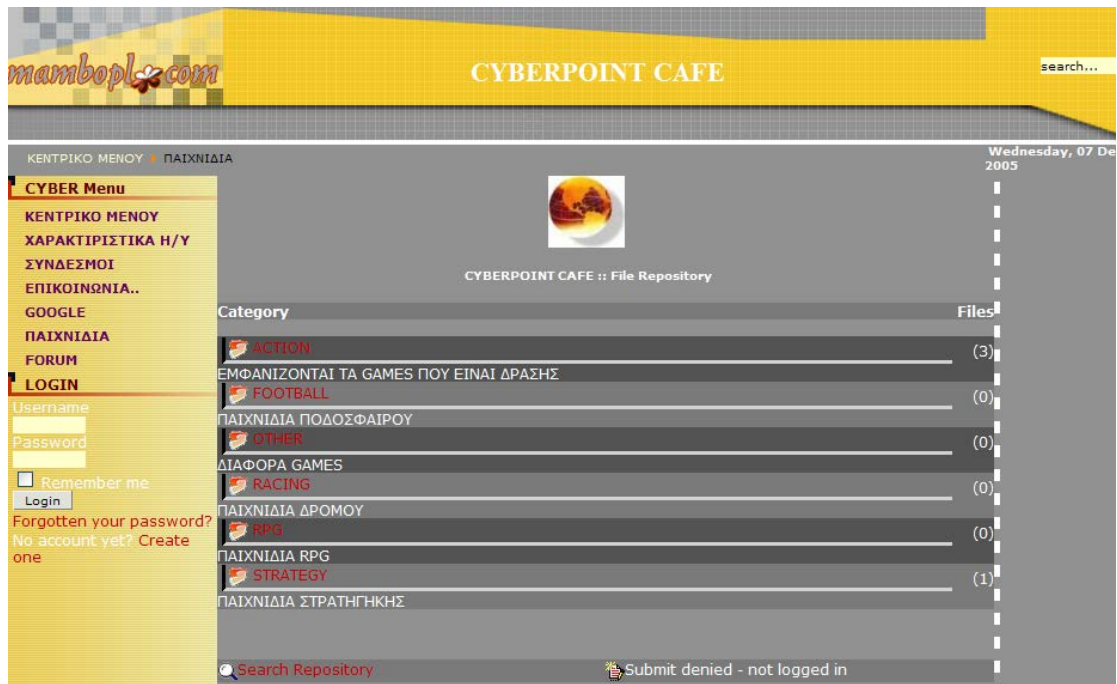 mambopl com
CYBERPOINT CAFE
search...
ΚΕΝΤΡΙΚΟ ΜΕΝΟΥ ΠΑΙΧΝΙΔΙΑ
Wednesday, 07 De
2005
CYBER Menu
ΚΕΝΤΡΙΚΟ ΜΕΝΟΥ
ΧΑΡΑΚΤΙΡΙΣΤΙΚΑ Η/Υ
ΣΥΝΔΕΣΜΟΙ
ΕΠΙΚΟΙΝΩΝΙΑ..
GOOGLE
ΠΑΙΧΝΙΔΙΑ
FORUM
LOGIN
Username
Password
Remember me
Login
Forgotten your password?
No account yet? Create
one
CYBERPOINT CAFE :: File Repository
Category Files
ACTION (3)
ΕΜΦΑΝΙΖΟΝΤΑΙ ΤΑ GAMES ΠΟΥ ΕΙΝΑΙ ΔΡΑΣΗΣ
FOOTBALL (0)
ΠΑΙΧΝΙΔΙΑ ΠΟΔΟΣΦΑΙΡΟΥ
OTHER (0)
ΔΙΑΦΟΡΑ GAMES
RACING (0)
ΠΑΙΧΝΙΔΙΑ ΔΡΟΜΟΥ
RPG (0)
ΠΑΙΧΝΙΔΙΑ RPG
STRATEGY (1)
ΠΑΙΧΝΙΔΙΑ ΣΤΡΑΤΗΓΗΚΗΣ
Search Repository Submit denied - not logged in